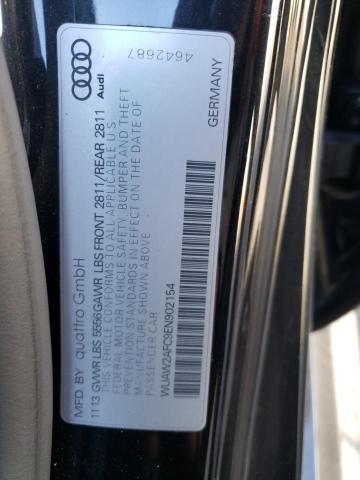 Audi
4642687
MFD. BY quattro GmbH GERMANY
11 13 GVWR LBS 5556 GAWR LBS FRONT 2811/REAR 2811
THIS VEHICLE CONFORMS TO ALL APPLICABLE U S
FEDERAL MOTOR VEHICLE SAFETY, BUMPER AND THEFT
PREVENTION STANDARDS IN EFFECT ON THE DATE OF
MANUFACTURE SHOWN ABOVE
PASSENGER CAR
WUAW2AFC9EN902154